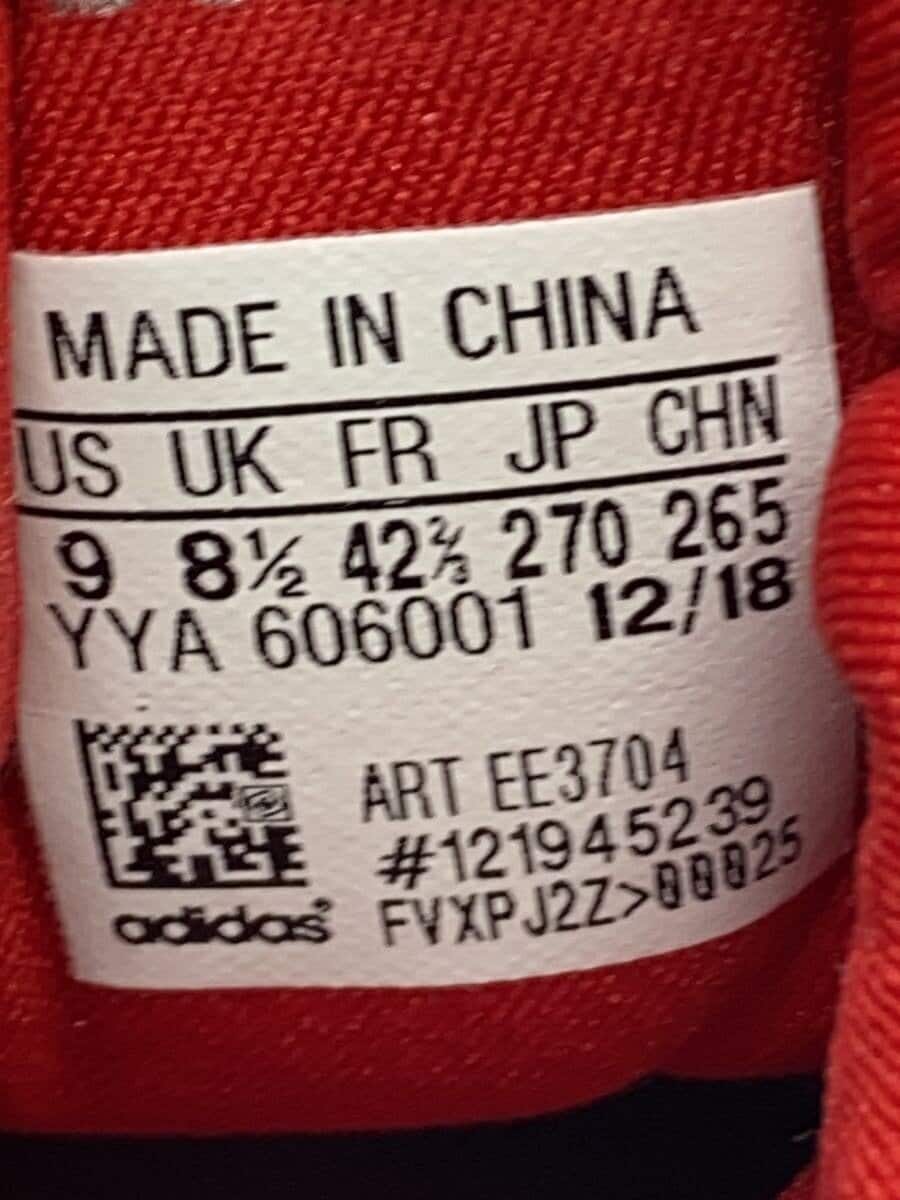 MADE IN CHINA
US UK FR JP CHN
9 8½ 42⅔ 270 265
YYA 606001 12/18
ART EE3704
#121945239
FVXPJ2Z>00025
adidas